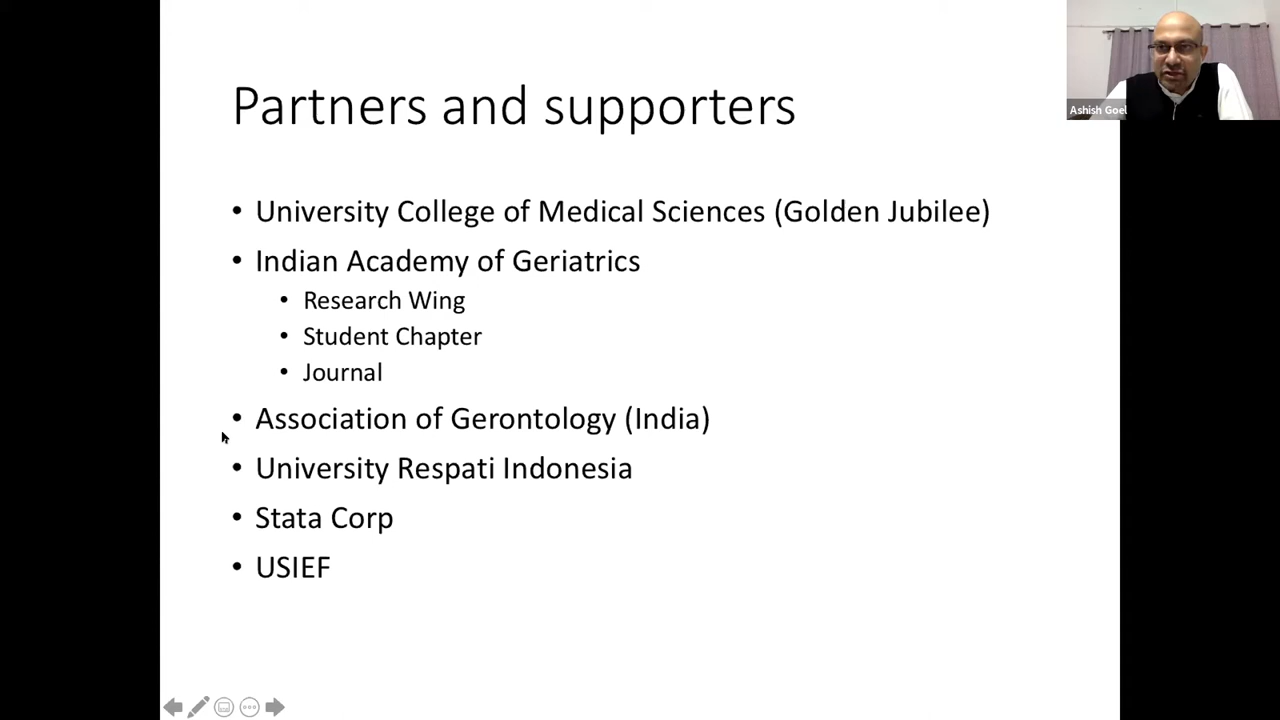 Partners and supporters
Ashish Goel
• University College of Medical Sciences (Golden Jubilee)
• Indian Academy of Geriatrics
• Research Wing
• Student Chapter
• Journal
• Association of Gerontology (India)
• University Respati Indonesia
• Stata Corp
• USIEF